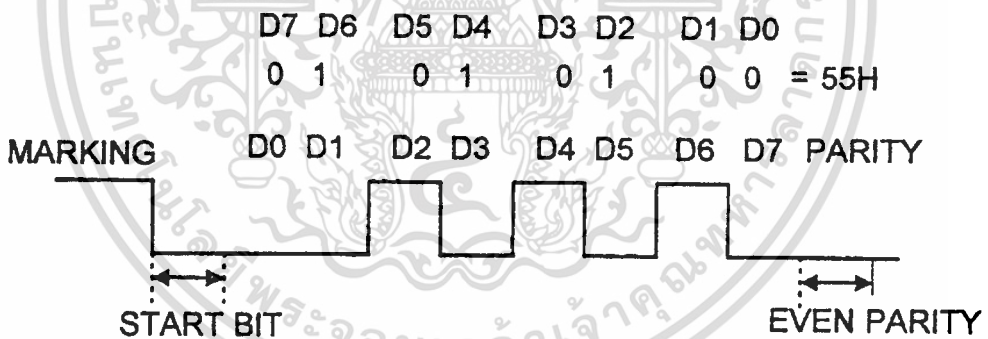 D7 D6 D5 D4 D3 D2 D1 D0
0 1 0 1 0 1 0 0 = 55H
MARKING D0 D1 D2 D3 D4 D5 D6 D7 PARITY
START BIT EVEN PARITY